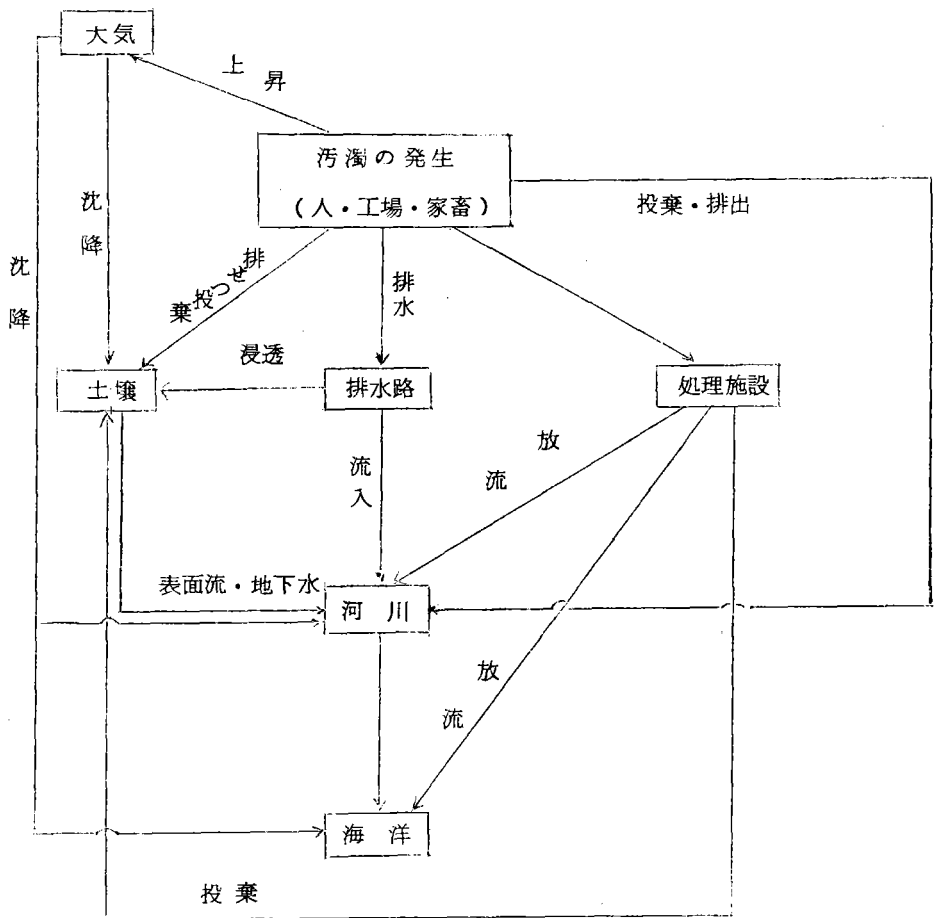 大気
上昇
汚濁の発生
(人・工場・家畜)
投棄・排出
沈降
沈降
排せつ投棄
排水
浸透
土壌
排水路
処理施設
流入
放流
表面流・地下水
河川
放流
海洋
投棄